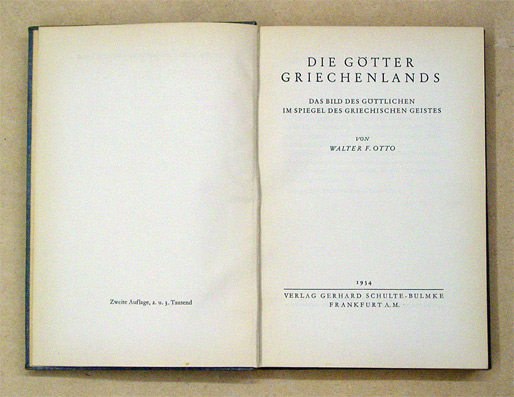 Zweite Auflage, 2. u. 3. Tausend
DIE GÖTTER
GRIECHENLANDS
DAS BILD DES GÖTTLICHEN
IM SPIEGEL DES GRIECHISCHEN GEISTES
VON
WALTER F. OTTO
1934
VERLAG GERHARD SCHULTE-BULMKE
FRANKFURT A. M.